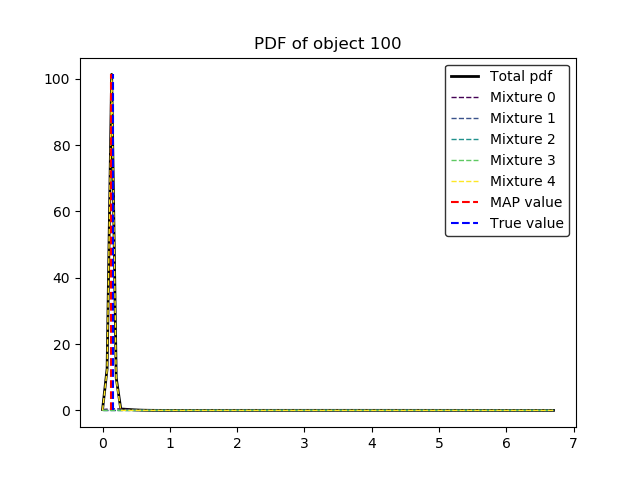 PDF of object 100
100
80
60
40
20
0
0 1 2 3 4 5 6 7
Total pdf
Mixture 0
Mixture 1
Mixture 2
Mixture 3
Mixture 4
MAP value
True value